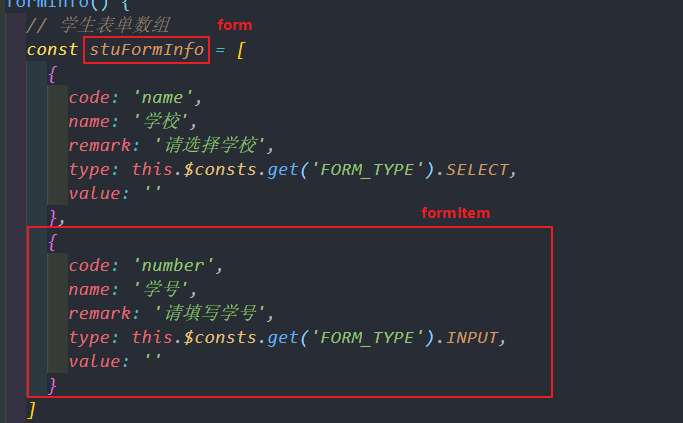 formInfo() {
// 学生表单数组 form
const stuFormInfo = [
{
code: 'name',
name: '学校',
remark: '请选择学校',
type: this.$consts.get('FORM_TYPE').SELECT,
value: ''
},
formItem
{
code: 'number',
name: '学号',
remark: '请填写学号',
type: this.$consts.get('FORM_TYPE').INPUT,
value: ''
}
]